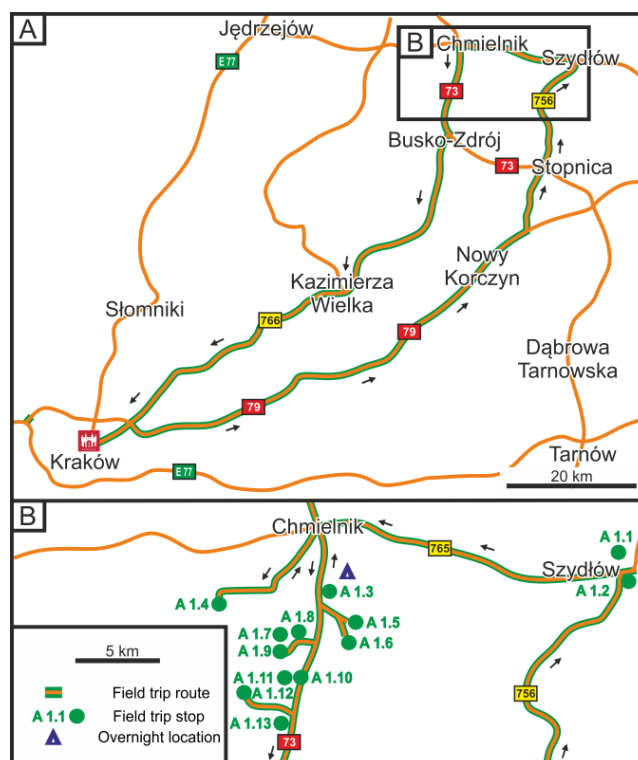 A
Jędrzejów
E 77
B
Chmielnik
Szydłów
73
756
Busko-Zdrój
73
Stopnica
Nowy
Korczyn
Kazimierza
Wielka
Słomniki
766
79
Dąbrowa
Tarnowska
79
Kraków
E 77
Tarnów
20 km
B
Chmielnik
765
A 1.1
Szydłów
A 1.2
A 1.3
A 1.4
A 1.5
A 1.8
A 1.7
A 1.6
A 1.9
A 1.11
A 1.10
A 1.12
A 1.13
756
73
5 km
Field trip route
A 1.1 Field trip stop
Overnight location